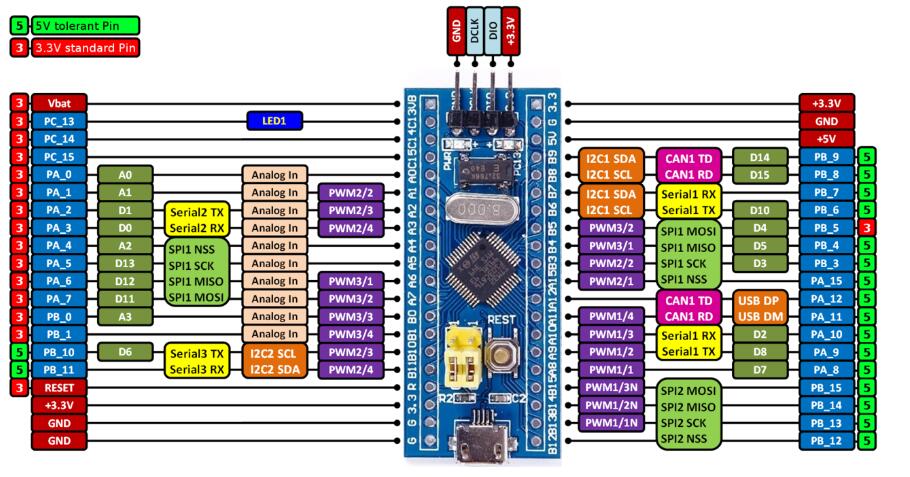 5 5V tolerant Pin
3 3.3V standard Pin
GND DCLK DIO +3.3V
3 Vbat
3 PC_13 LED1
3 PC_14
3 PC_15
3 PA_0 A0 Analog In
3 PA_1 A1 Analog In PWM2/2
3 PA_2 D1 Serial2 TX Analog In PWM2/3
3 PA_3 D0 Serial2 RX Analog In PWM2/4
3 PA_4 A2 SPI1 NSS Analog In
3 PA_5 D13 SPI1 SCK Analog In
3 PA_6 D12 SPI1 MISO Analog In PWM3/1
3 PA_7 D11 SPI1 MOSI Analog In PWM3/2
3 PB_0 A3 Analog In PWM3/3
3 PB_1 Analog In PWM3/4
5 PB_10 D6 Serial3 TX I2C2 SCL PWM2/3
5 PB_11 Serial3 RX I2C2 SDA PWM2/4
3 RESET
+3.3V
GND
GND
VB C13 C14 C15 A0 A1 A2 A3 A4 A5 A6 A7 B0 B1 B10 B11 R 3.3 G G
PWR
PC13
8.000
REST
R2
C2
3.3 G 5V B9 B8 B7 B6 B5 B4 B3 A15 A12 A11 A10 A9 A8 B15 B14 B13 B12
+3.3V
GND
+5V
I2C1 SDA CAN1 TD D14 PB_9 5
I2C1 SCL CAN1 RD D15 PB_8 5
I2C1 SDA Serial1 RX PB_7 5
I2C1 SCL Serial1 TX D10 PB_6 5
PWM3/2 SPI1 MOSI D4 PB_5 3
PWM3/1 SPI1 MISO D5 PB_4 5
PWM2/2 SPI1 SCK D3 PB_3 5
PWM2/1 SPI1 NSS PA_15 5
CAN1 TD USB DP PA_12 5
PWM1/4 CAN1 RD USB DM PA_11 5
PWM1/3 Serial1 RX D2 PA_10 5
PWM1/2 Serial1 TX D8 PA_9 5
PWM1/1 D7 PA_8 5
PWM1/3N SPI2 MOSI PB_15 5
PWM1/2N SPI2 MISO PB_14 5
PWM1/1N SPI2 SCK PB_13 5
SPI2 NSS PB_12 5